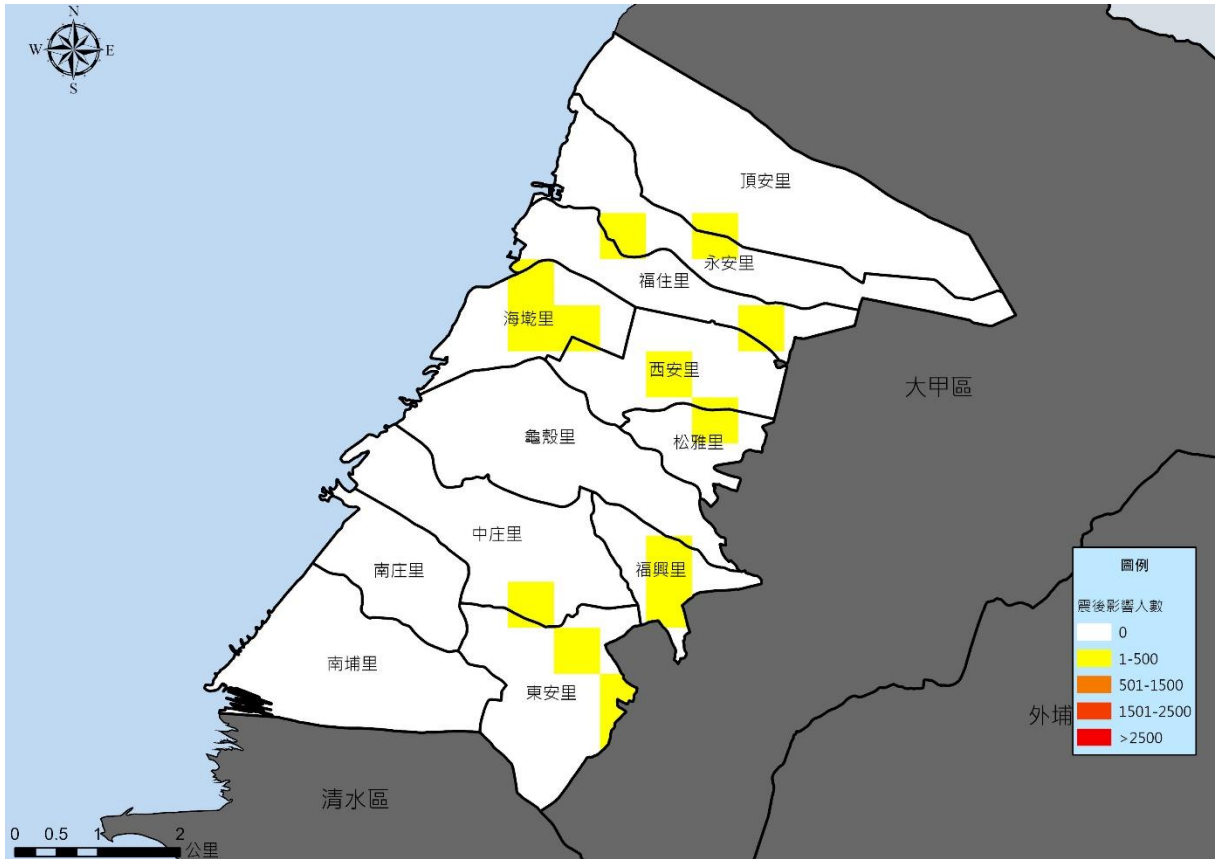 N
W E
S
頂安里
永安里
福住里
海墘里
西安里
大甲區
松雅里
龜殼里
中庄里
福興里
南庄里
南埔里
東安里
外埔
清水區
圖例
震後影響人數
0
1-500
501-1500
1501-2500
>2500
0 0.5 1 2
公里